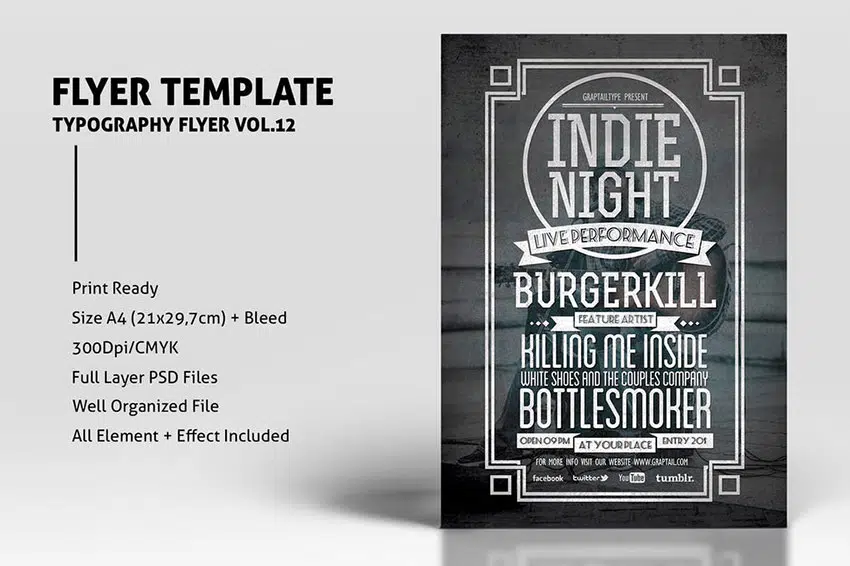 FLYER TEMPLATE
TYPOGRAPHY FLYER VOL.12
Print Ready
Size A4 (21x29,7cm) + Bleed
300Dpi/CMYK
Full Layer PSD Files
Well Organized File
All Element + Effect Included
GRAPTAILTYPE PRESENT
INDIE
NIGHT
LIVE PERFORMANCE
BURGERKILL
FEATURE ARTIST
KILLING ME INSIDE
WHITE SHOES AND THE COUPLES COMPANY
BOTTLESMOKER
OPEN 09 PM AT YOUR PLACE ENTRY 20$
FOR MORE INFO VISIT OUR WEBSITE WWW.GRAPTAIL.COM
facebook twitter YouTube tumblr.